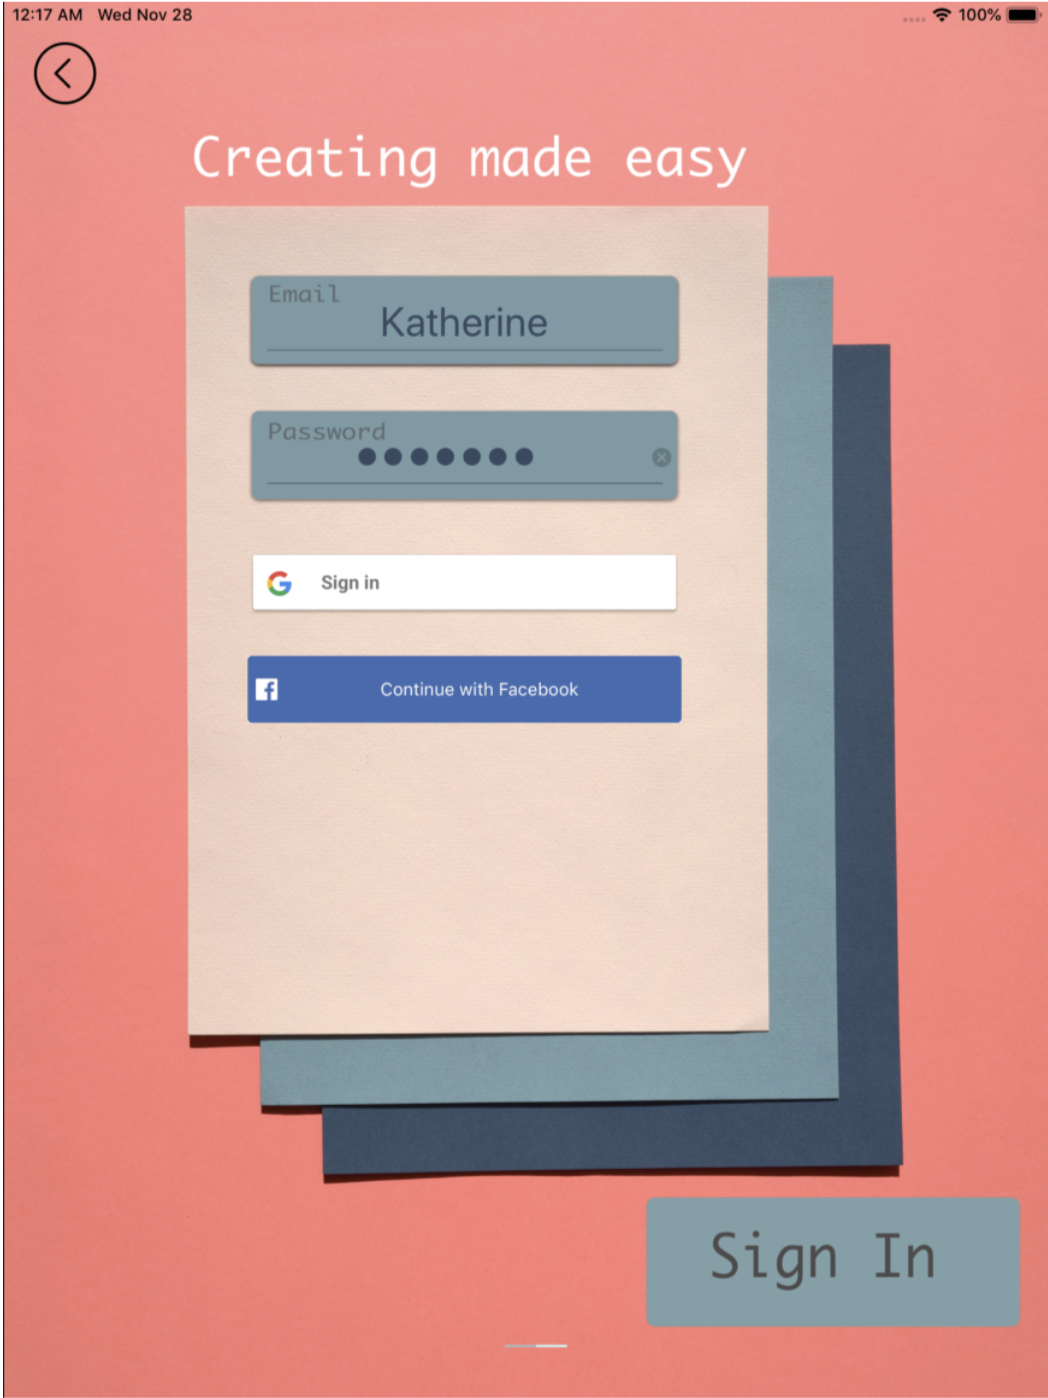 12:17 AM Wed Nov 28 100%
Creating made easy
Email
Katherine
Password
Sign in
Continue with Facebook
Sign In